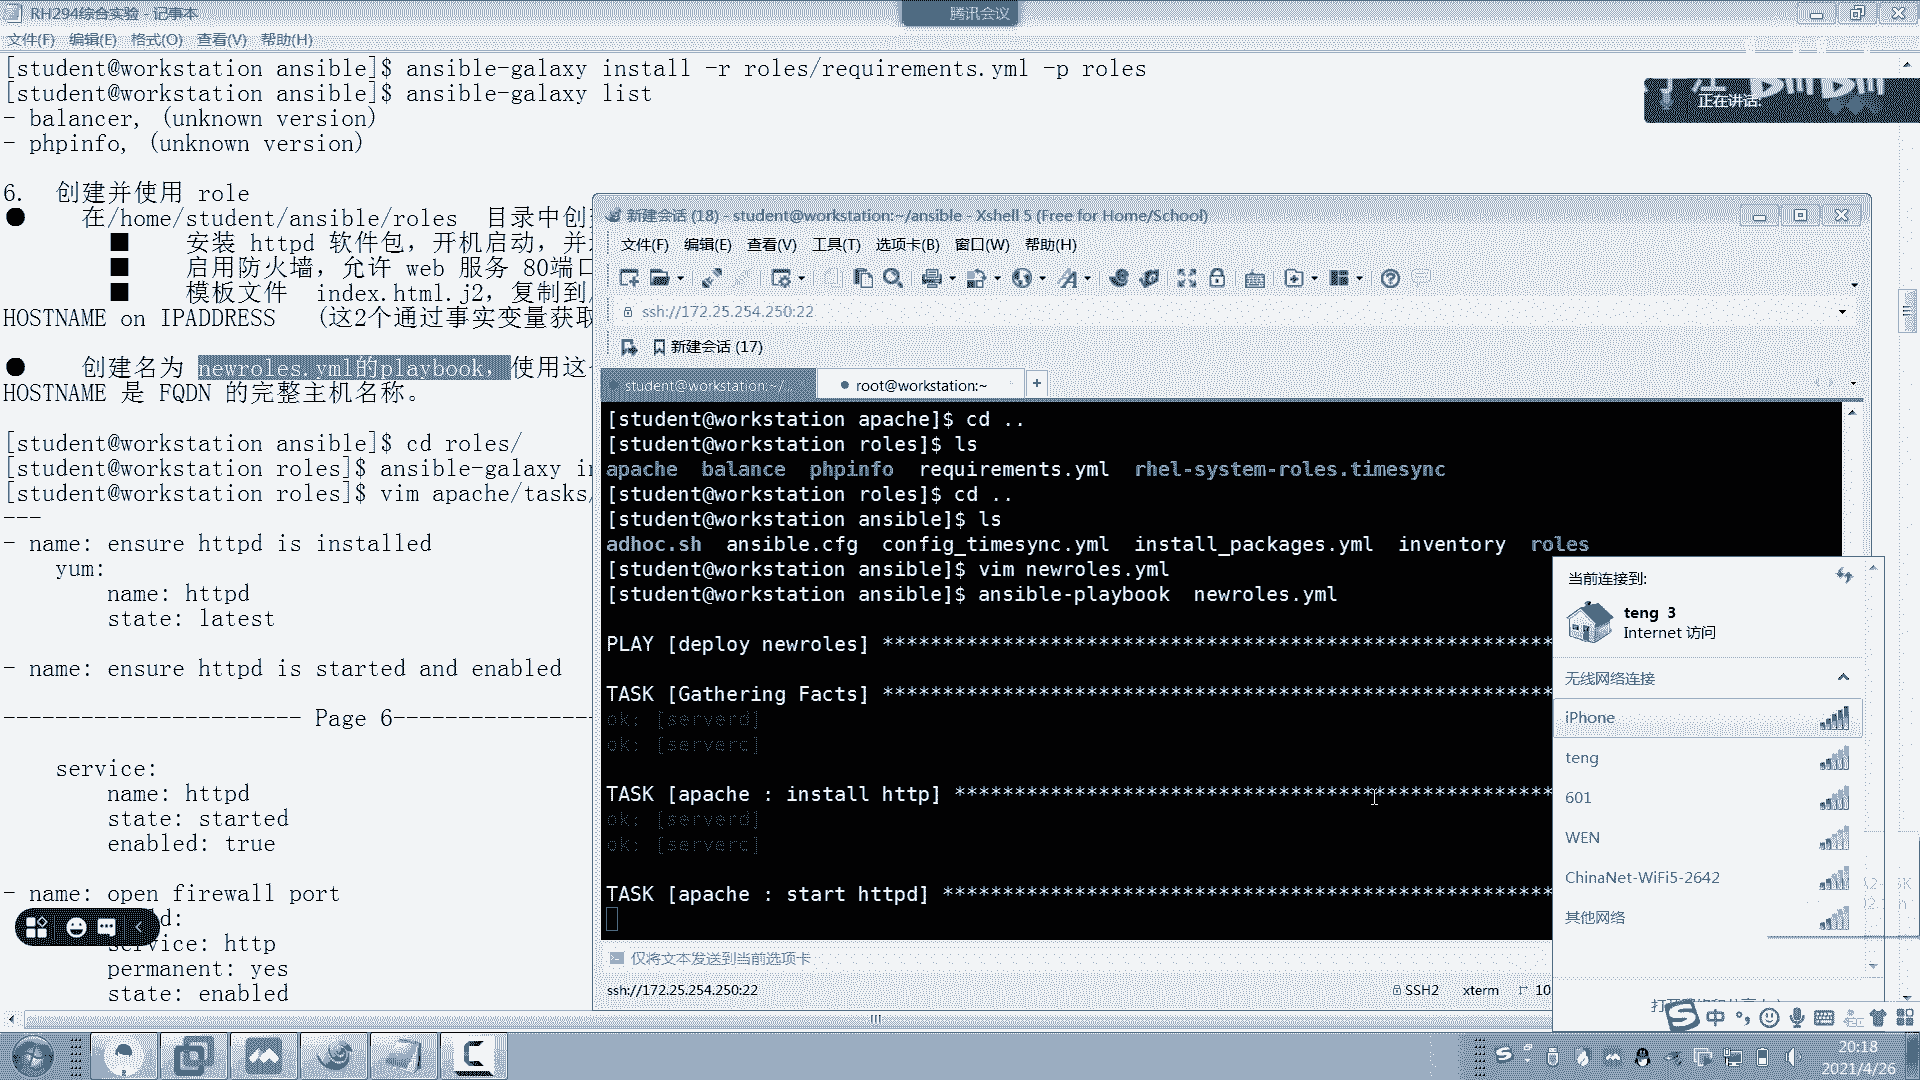 RH294综合实验 - 记事本
腾讯会议
文件(F) 编辑(E) 格式(O) 查看(V) 帮助(H)
[student@workstation ansible]$ ansible-galaxy install -r roles/requirements.yml -p roles
[student@workstation ansible]$ ansible-galaxy list
- balancer, (unknown version)
- phpinfo, (unknown version)
正在讲话:
6. 创建并使用 role
● 在/home/student/ansible/roles 目录中创
■ 安装 httpd 软件包，开机启动，并
■ 启用防火墙，允许 web 服务 80端口
■ 模板文件 index.html.j2，复制到
HOSTNAME on IPADDRESS (这2个通过事实变量获取
● 创建名为 newroles.yml的playbook，使用这
HOSTNAME 是 FQDN 的完整主机名称。
[student@workstation ansible]$ cd roles/
[student@workstation roles]$ ansible-galaxy in
[student@workstation roles]$ vim apache/tasks/
---
- name: ensure httpd is installed
yum:
name: httpd
state: latest
- name: ensure httpd is started and enabled
----------------------- Page 6-----------------
service:
name: httpd
state: started
enabled: true
- name: open firewall port
d:
service: http
permanent: yes
state: enabled
新建会话 (18) - student@workstation:~/ansible - Xshell 5 (Free for Home/School)
文件(F) 编辑(E) 查看(V) 工具(T) 选项卡(B) 窗口(W) 帮助(H)
ssh://172.25.254.250:22
新建会话 (17)
student@workstation:~/
root@workstation:~
+
[student@workstation apache]$ cd ..
[student@workstation roles]$ ls
apache balance phpinfo requirements.yml rhel-system-roles.timesync
[student@workstation roles]$ cd ..
[student@workstation ansible]$ ls
adhoc.sh ansible.cfg config_timesync.yml install_packages.yml inventory roles
[student@workstation ansible]$ vim newroles.yml
[student@workstation ansible]$ ansible-playbook newroles.yml
PLAY [deploy newroles] ********************************************************
TASK [Gathering Facts] ********************************************************
ok: [serverd]
ok: [serverc]
TASK [apache : install http] **************************************************
ok: [serverd]
ok: [serverc]
TASK [apache : start httpd] ***************************************************
仅将文本发送到当前选项卡
ssh://172.25.254.250:22
SSH2
xterm
10
当前连接到:
teng 3
Internet 访问
无线网络连接
iPhone
teng
601
WEN
ChinaNet-WiFi5-2642
其他网络
中
20:18
2021/4/26